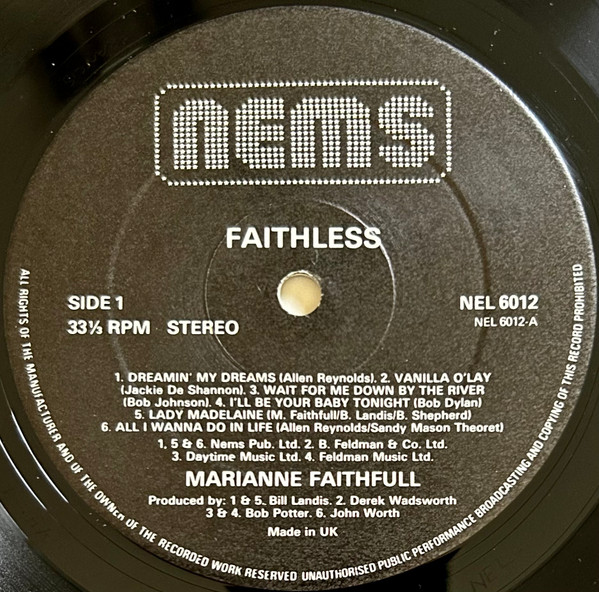 NEMS
FAITHLESS
SIDE 1
33⅓ RPM STEREO
NEL 6012
NEL 6012-A
1. DREAMIN' MY DREAMS (Allen Reynolds). 2. VANILLA O'LAY
(Jackie De Shannon). 3. WAIT FOR ME DOWN BY THE RIVER
(Bob Johnson). 4. I'LL BE YOUR BABY TONIGHT (Bob Dylan)
5. LADY MADELAINE (M. Faithfull/B. Landis/B. Shepherd)
6. ALL I WANNA DO IN LIFE (Allen Reynolds/Sandy Mason Theoret)
1, 5 & 6. Nems Pub. Ltd. 2. B. Feldman & Co. Ltd.
3. Daytime Music Ltd. 4. Feldman Music Ltd.
MARIANNE FAITHFULL
Produced by: 1 & 5. Bill Landis. 2. Derek Wadsworth
3 & 4. Bob Potter. 6. John Worth
Made in UK
ALL RIGHTS OF THE MANUFACTURER AND OF THE OWNER OF THE RECORDED WORK RESERVED UNAUTHORISED PUBLIC PERFORMANCE BROADCASTING AND COPYING OF THIS RECORD PROHIBITED
NEL